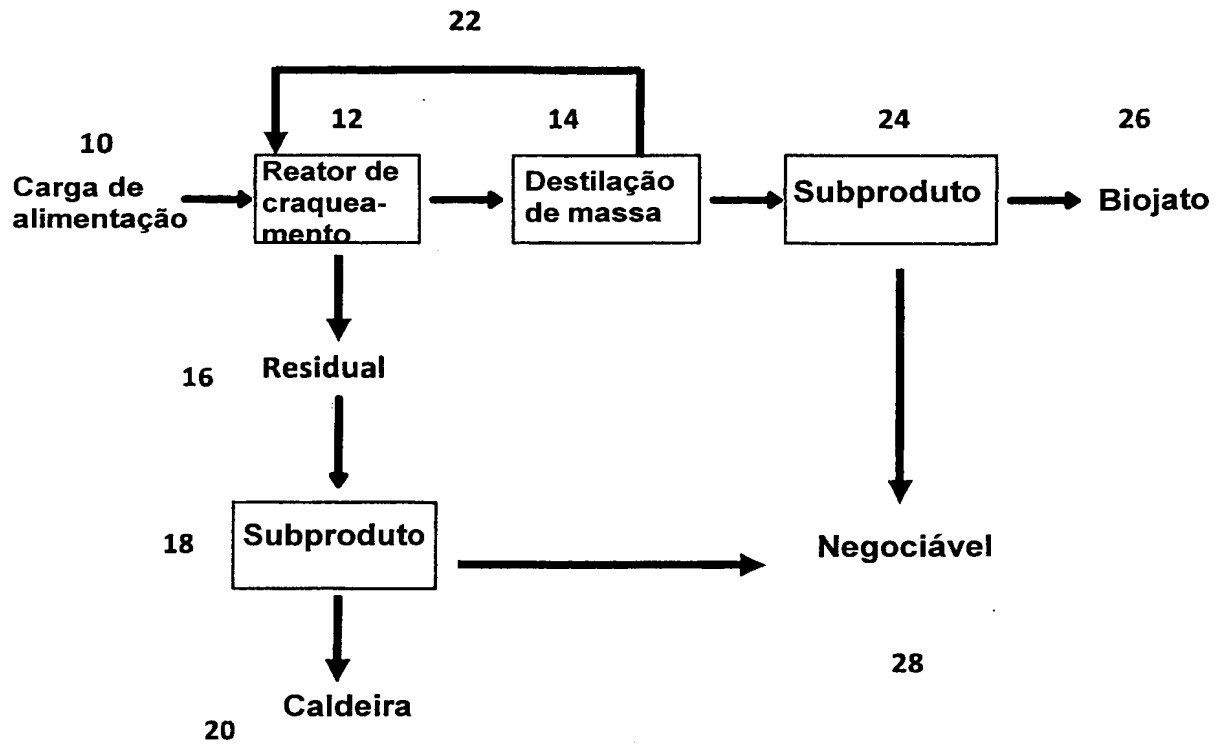 22
12
14
24
26
10
Carga de
alimentação
Reator de
craquea-
mento
Destilação
de massa
Subproduto
Biojato
16
Residual
18
Subproduto
Negociável
28
Caldeira
20